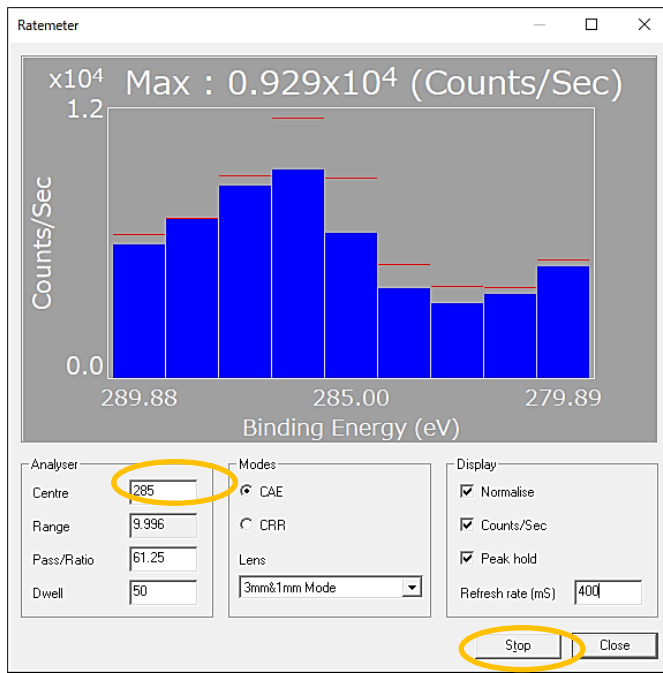 Ratemeter
x10⁴ Max : 0.929x10⁴ (Counts/Sec)
1.2
Counts/Sec
0.0
289.88 285.00 279.89
Binding Energy (eV)
Analyser
Centre 285
Range 9.996
Pass/Ratio 61.25
Dwell 50
Modes
CAE
CRR
Lens
3mm&1mm Mode
Display
Normalise
Counts/Sec
Peak hold
Refresh rate (mS) 400
Stop Close